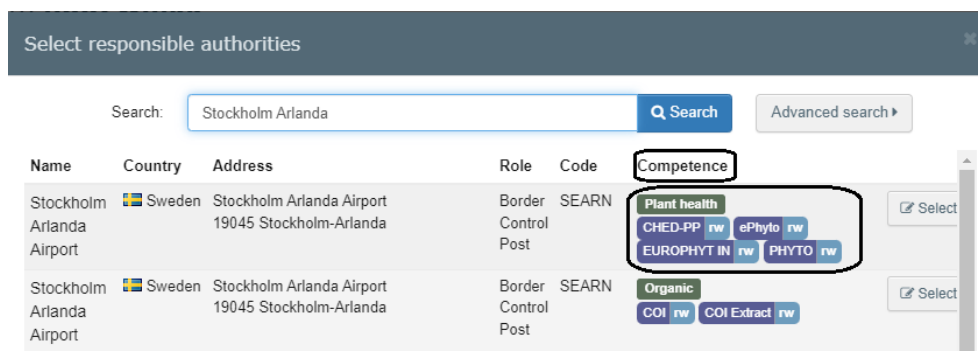 Select responsible authorities
Search: Stockholm Arlanda Search Advanced search
Name Country Address Role Code Competence
Stockholm Arlanda Airport Sweden Stockholm Arlanda Airport 19045 Stockholm-Arlanda Border Control Post SEARN Plant health CHED-PP rw ePhyto rw EUROPHYT IN rw PHYTO rw Select
Stockholm Arlanda Airport Sweden Stockholm Arlanda Airport 19045 Stockholm-Arlanda Border Control Post SEARN Organic COI rw COI Extract rw Select